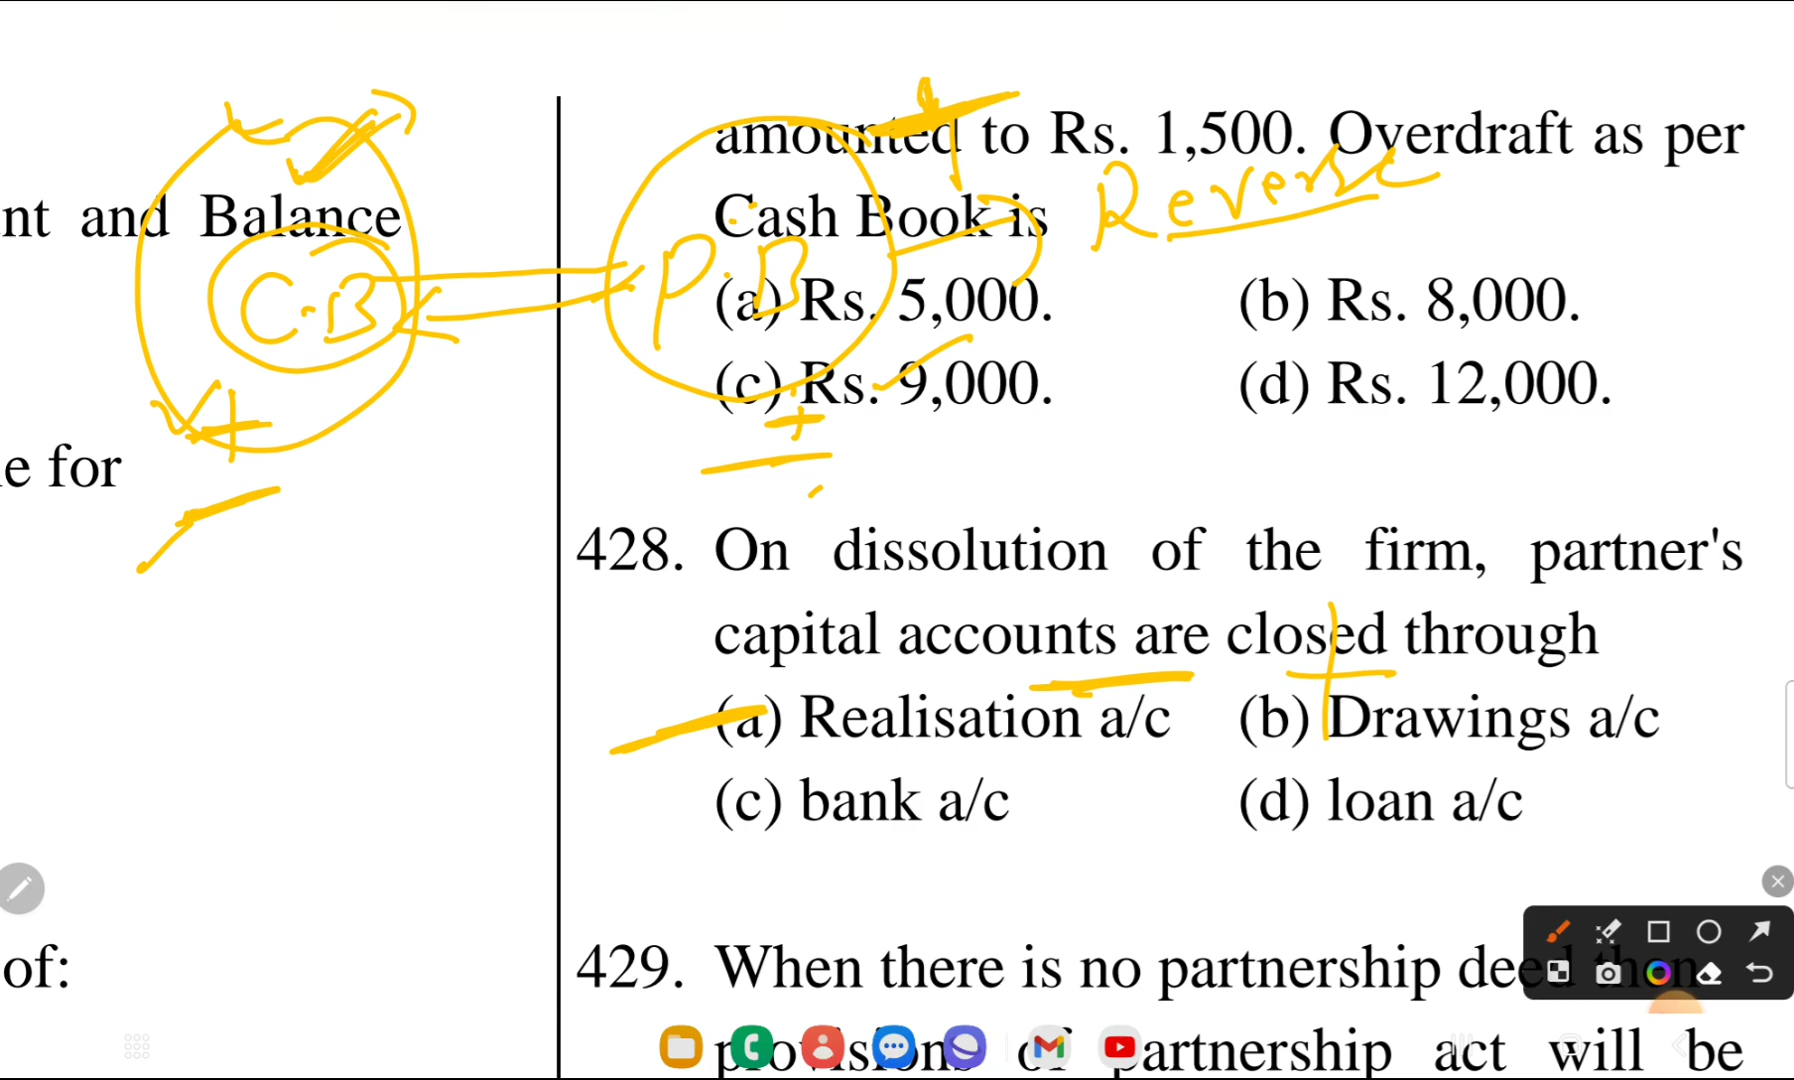 nt and Balance
e for
of:
C.B
P.B
Reverse
amounted to Rs. 1,500. Overdraft as per
Cash Book is
(a) Rs. 5,000. (b) Rs. 8,000.
(c) Rs. 9,000. (d) Rs. 12,000.
428. On dissolution of the firm, partner's
capital accounts are closed through
(a) Realisation a/c (b) Drawings a/c
(c) bank a/c (d) loan a/c
429. When there is no partnership deed then
provisions of partnership act will be